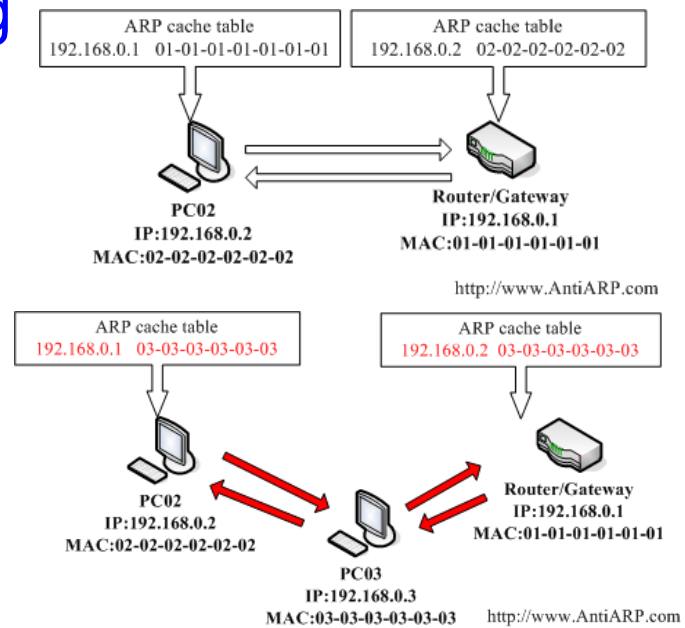 g
ARP cache table
192.168.0.1 01-01-01-01-01-01-01
ARP cache table
192.168.0.2 02-02-02-02-02-02
PC02
IP:192.168.0.2
MAC:02-02-02-02-02-02
Router/Gateway
IP:192.168.0.1
MAC:01-01-01-01-01-01
http://www.AntiARP.com
ARP cache table
192.168.0.1 03-03-03-03-03-03
ARP cache table
192.168.0.2 03-03-03-03-03-03
PC02
IP:192.168.0.2
MAC:02-02-02-02-02-02
Router/Gateway
IP:192.168.0.1
MAC:01-01-01-01-01-01
PC03
IP:192.168.0.3
MAC:03-03-03-03-03-03
http://www.AntiARP.com